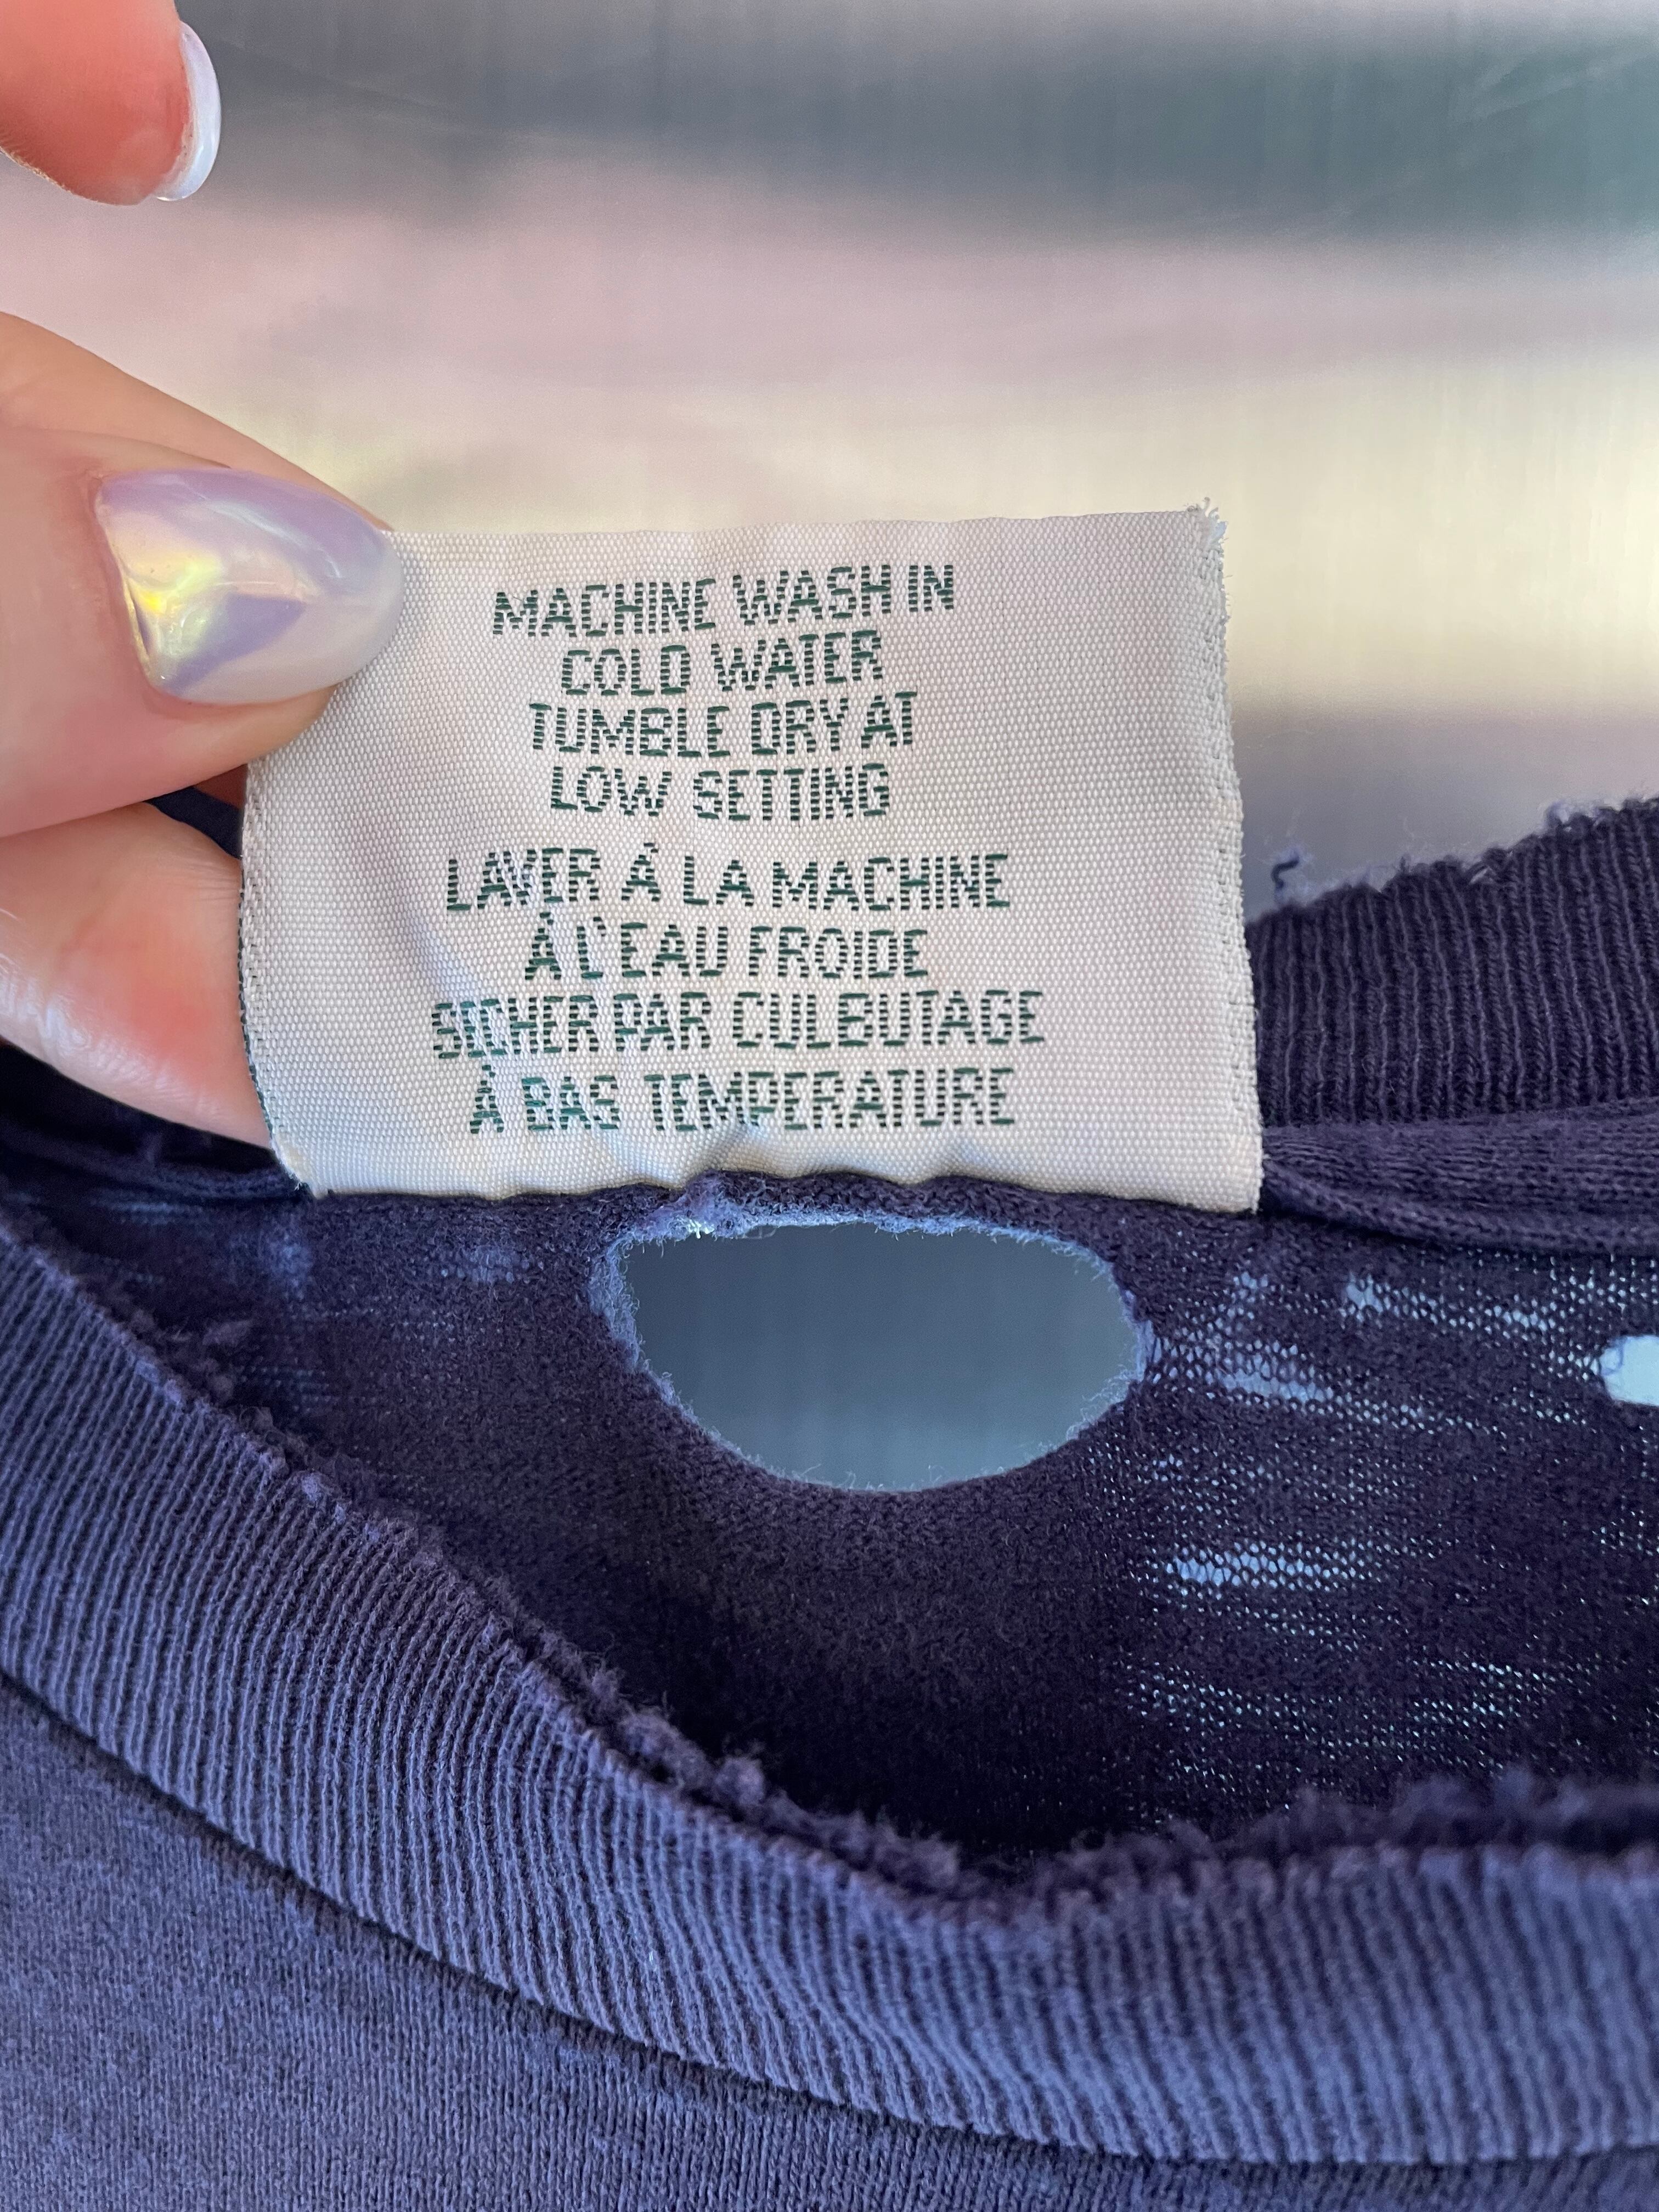 MACHINE WASH IN
COLD WATER
TUMBLE DRY AT
LOW SETTING
LAVER À LA MACHINE
À L'EAU FROIDE
SECHER PAR CULBUTAGE
À BAS TEMPERATURE